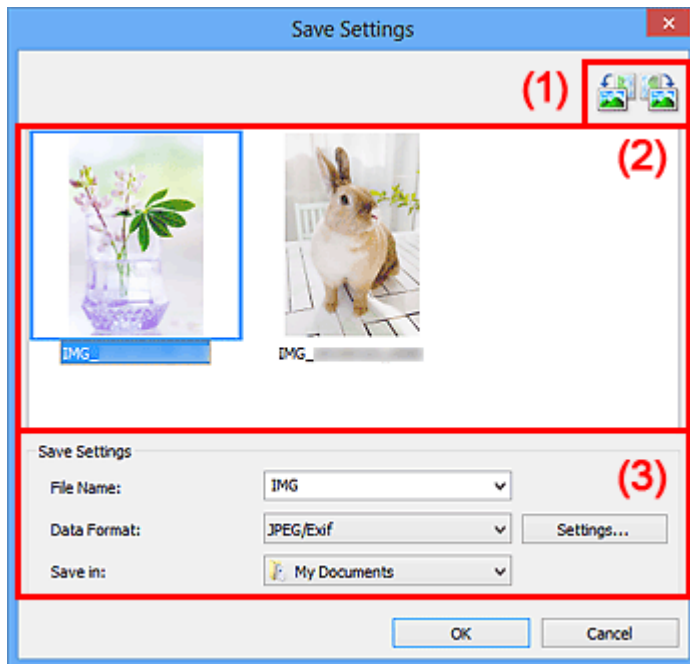 Save Settings
(1)
(2)
IMG_
IMG_
Save Settings
(3)
File Name:
IMG
Data Format:
JPEG/Exif
Settings...
Save in:
My Documents
OK
Cancel